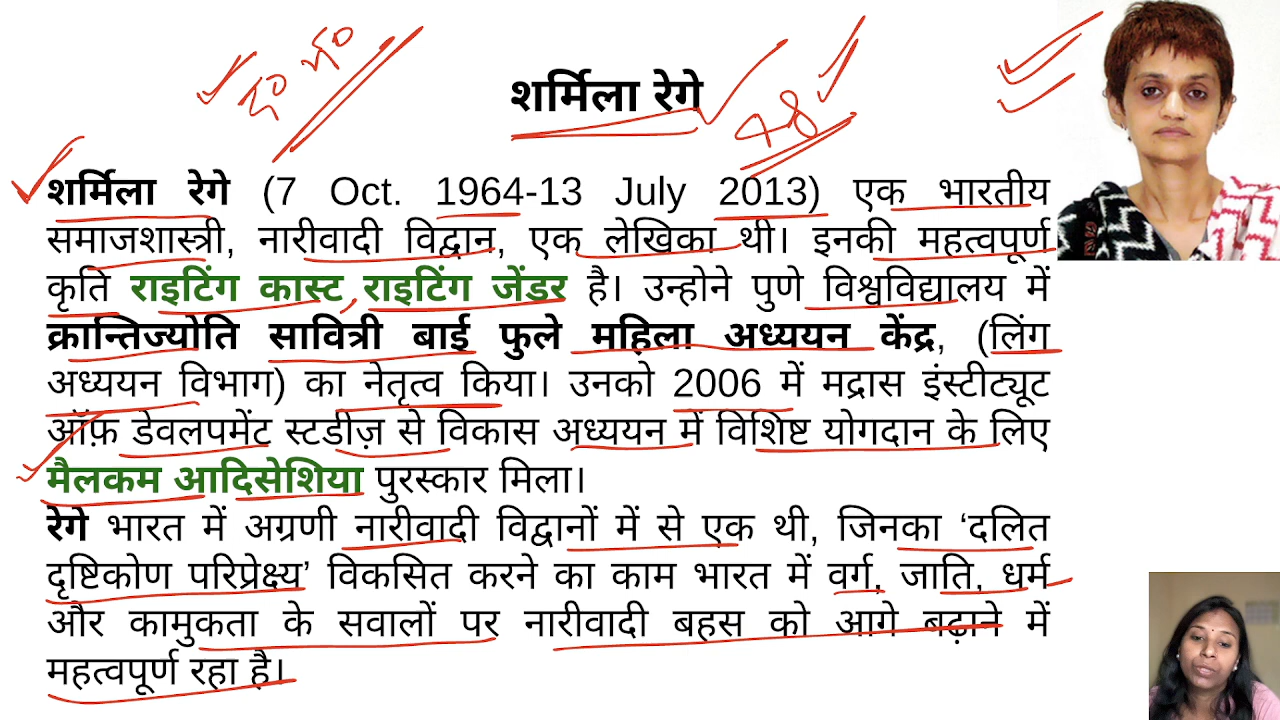 शर्मिला रेगे
शर्मिला रेगे (7 Oct. 1964-13 July 2013) एक भारतीय
समाजशास्त्री, नारीवादी विद्वान, एक लेखिका थी। इनकी महत्वपूर्ण
कृति राइटिंग कास्ट, राइटिंग जेंडर है। उन्होने पुणे विश्वविद्यालय में
क्रान्तिज्योति सावित्री बाई फुले महिला अध्ययन केंद्र, (लिंग
अध्ययन विभाग) का नेतृत्व किया। उनको 2006 में मद्रास इंस्टीट्यूट
ऑफ़ डेवलपमेंट स्टडीज़ से विकास अध्ययन में विशिष्ट योगदान के लिए
मैलकम आदिसेशिया पुरस्कार मिला।
रेगे भारत में अग्रणी नारीवादी विद्वानों में से एक थी, जिनका ‘दलित
दृष्टिकोण परिप्रेक्ष्य’ विकसित करने का काम भारत में वर्ग, जाति, धर्म
और कामुकता के सवालों पर नारीवादी बहस को आगे बढ़ाने में
महत्वपूर्ण रहा है।